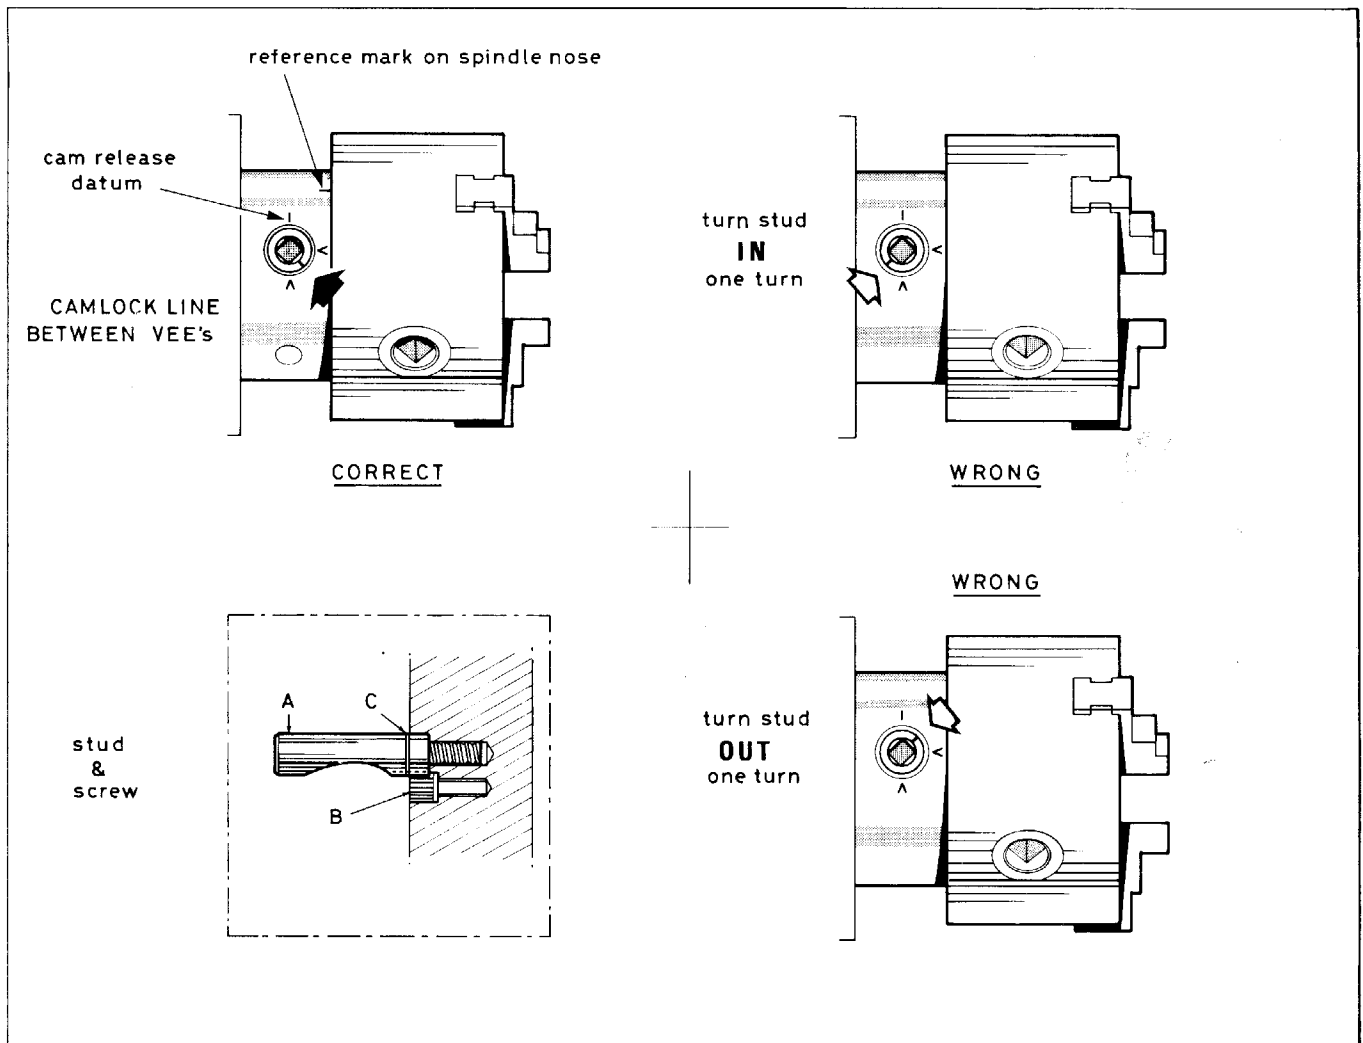 reference mark on spindle nose
cam release
datum
CAMLOCK LINE
BETWEEN VEE's
CORRECT
turn stud
IN
one turn
WRONG
stud
&
screw
A
C
B
WRONG
turn stud
OUT
one turn